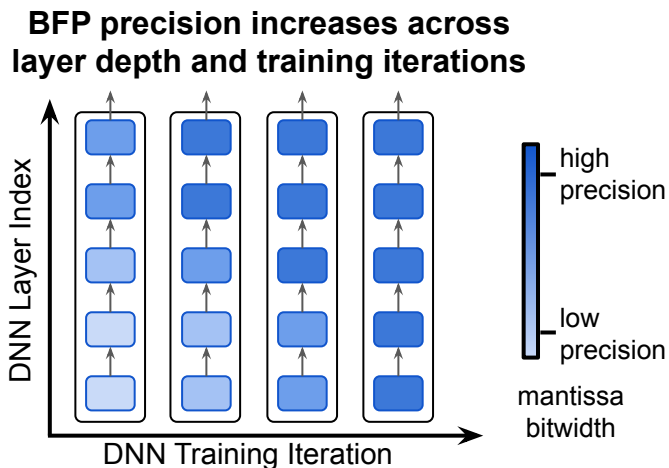 BFP precision increases across
layer depth and training iterations
DNN Layer Index
high
precision
low
precision
mantissa
bitwidth
DNN Training Iteration